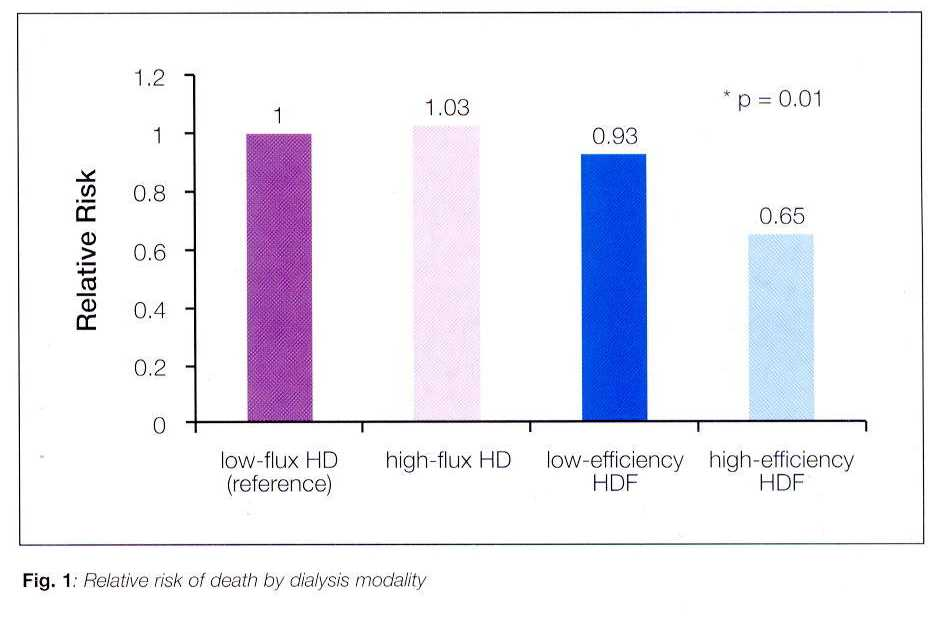 1.2
1
0.8
0.6
0.4
0.2
0
Relative Risk
1
1.03
0.93
0.65
* p = 0.01
low-flux HD
(reference)
high-flux HD
low-efficiency
HDF
high-efficiency
HDF
Fig. 1: Relative risk of death by dialysis modality